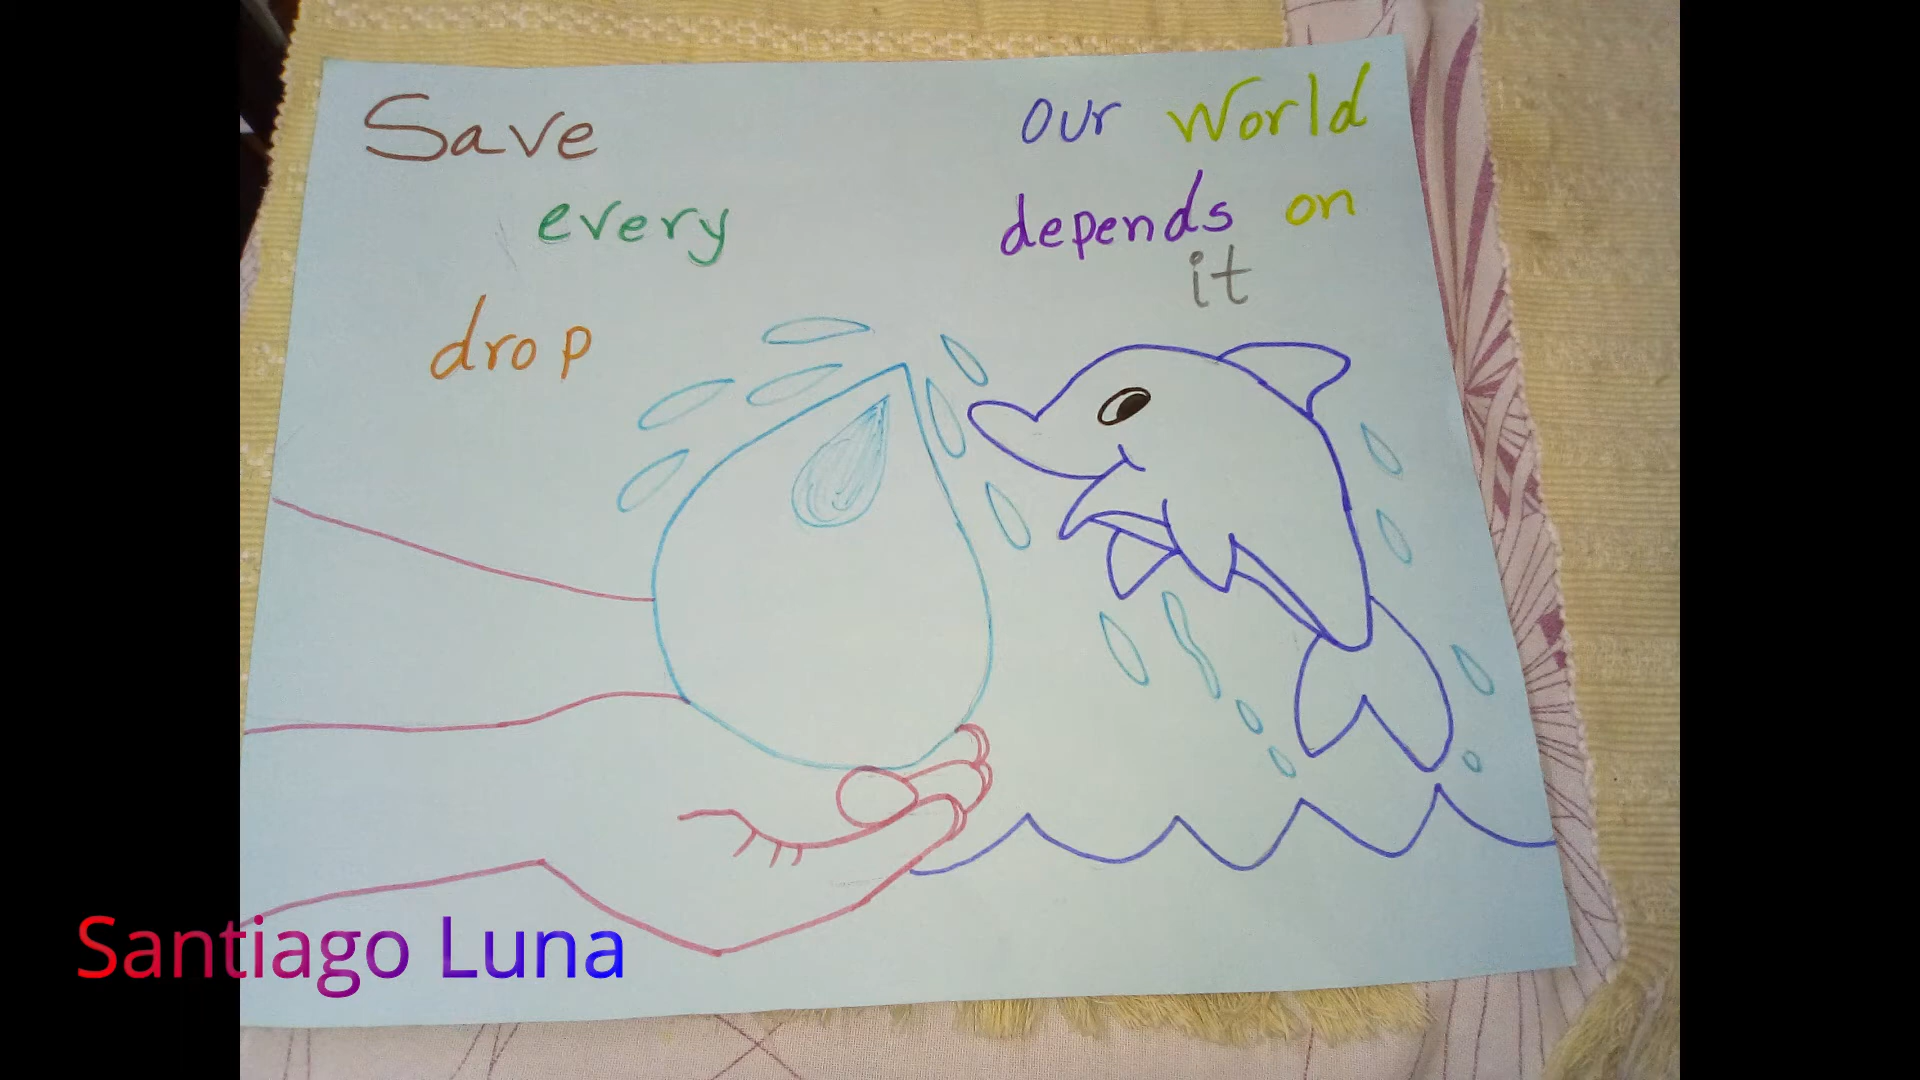 Save
every
drop
our world
depends on
it
Santiago Luna